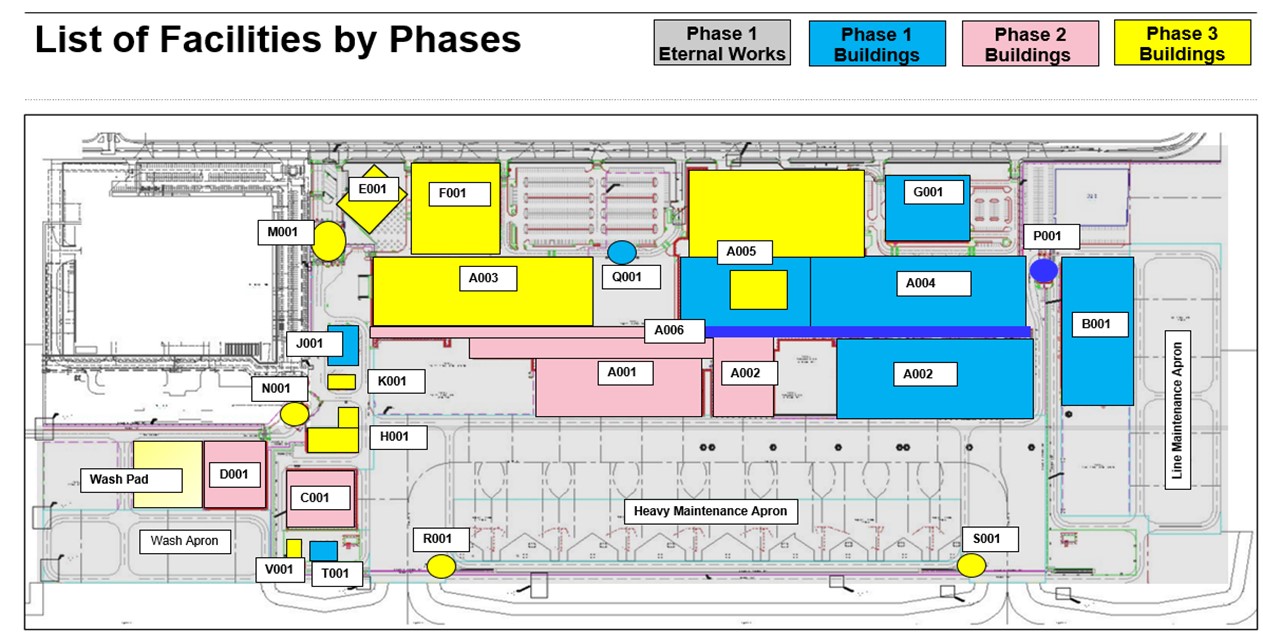 List of Facilities by Phases
Phase 1
Eternal Works
Phase 1
Buildings
Phase 2
Buildings
Phase 3
Buildings
E001
F001
G001
M001
P001
A005
Q001
A003
A004
A006
B001
J001
A001
A002
A002
K001
N001
H001
Line Maintenance Apron
Wash Pad
D001
C001
Heavy Maintenance Apron
Wash Apron
R001
S001
V001
T001